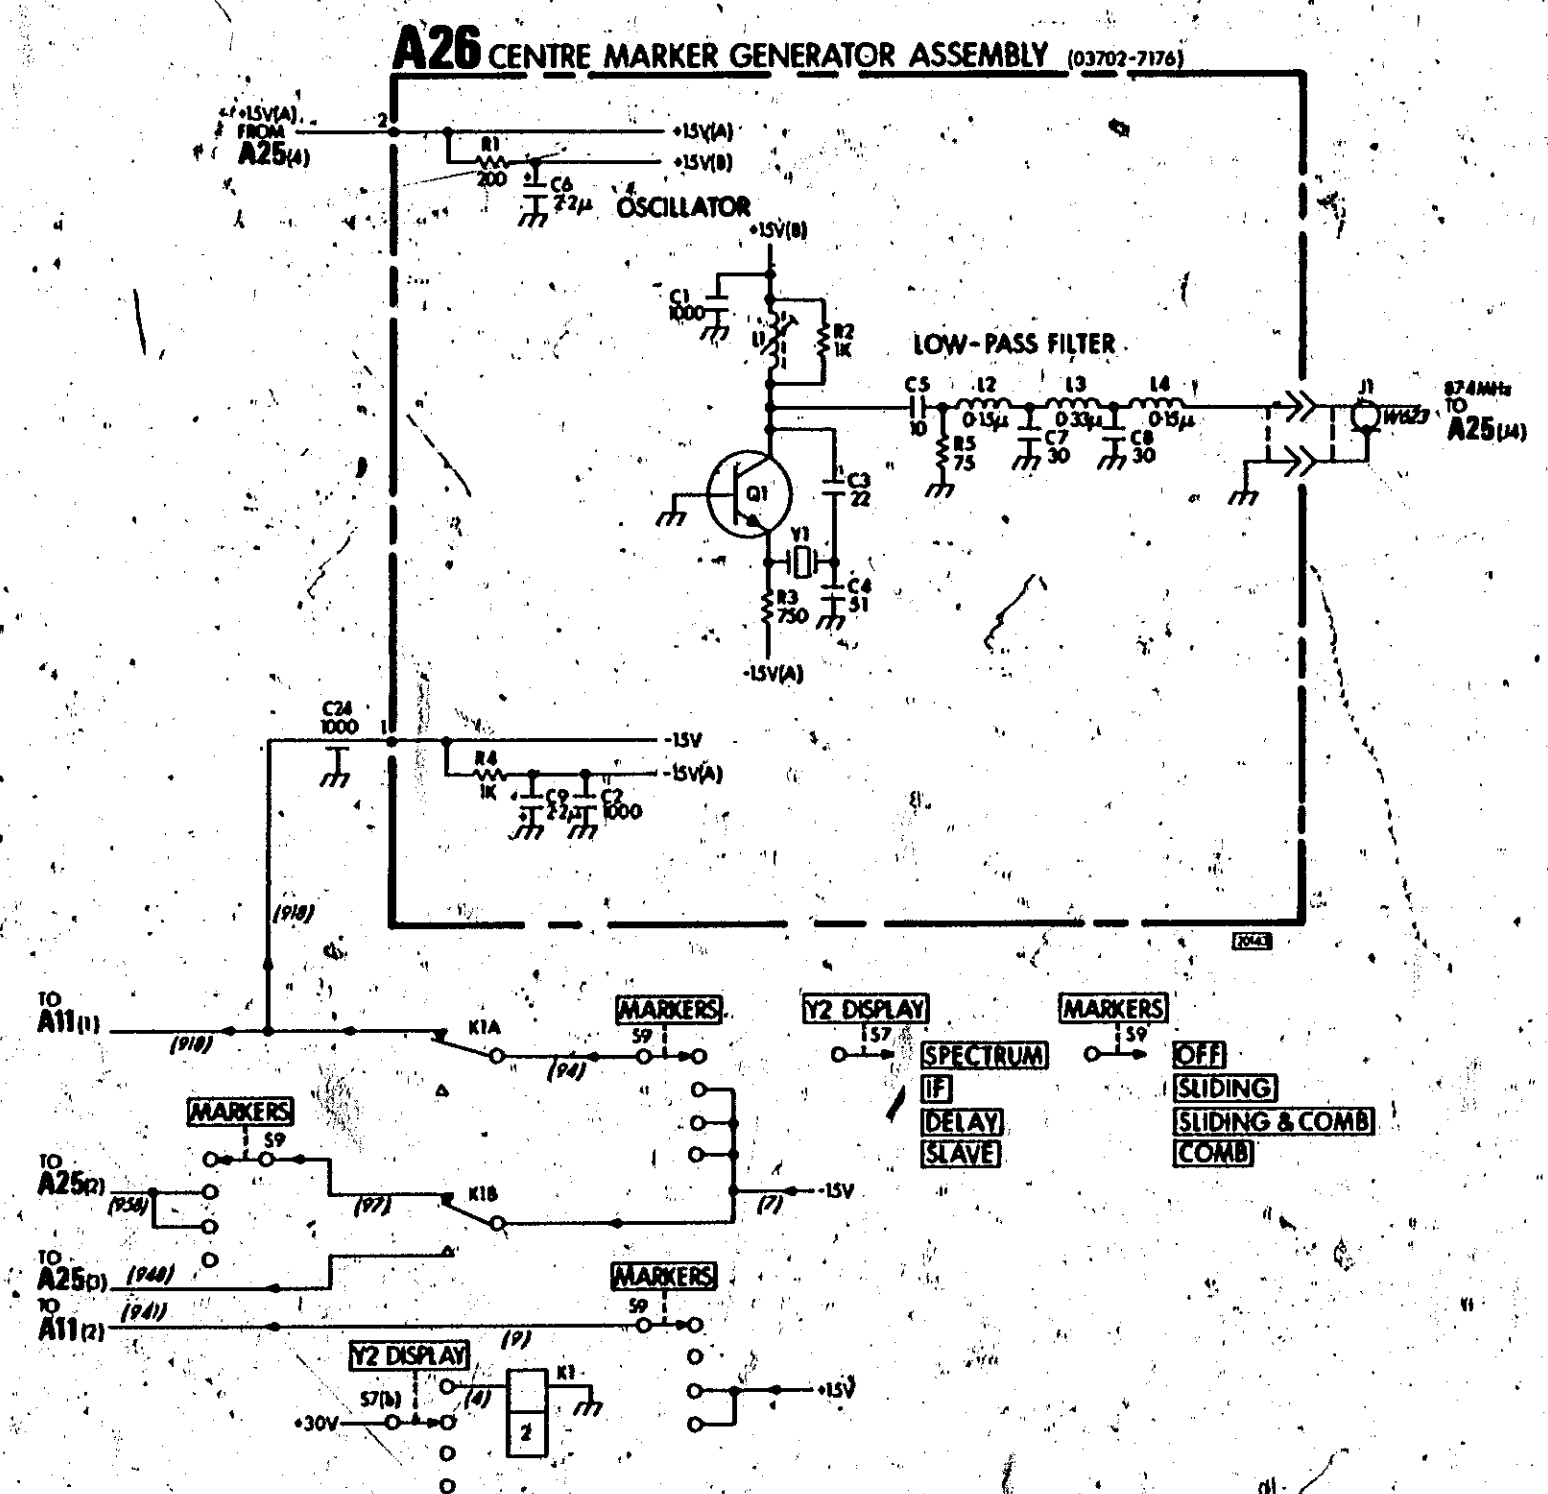 A26 CENTRE MARKER GENERATOR ASSEMBLY (03702-7176)
+15V(A)
FROM
A25(4)
2
+15V(A)
R1
200
+15V(B)
C6
2·2µ
OSCILLATOR
+15V(B)
C1
1000
L1
R2
1K
LOW-PASS FILTER
C5
10
L2
0·15µ
L3
0·33µ
L4
0·15µ
R5
75
C7
30
C8
30
J1
W623
87·4MHz
TO
A25(J4)
Q1
C3
22
Y1
C4
51
R3
750
-15V(A)
C24
1000
1
-15V
R4
1K
-15V(A)
C9
2·2µ
C2
1000
(918)
TO
A11(1)
(918)
K1A
(94)
MARKERS
S9
Y2 DISPLAY
S7
SPECTRUM
IF
DELAY
SLAVE
MARKERS
S9
OFF
SLIDING
SLIDING & COMB
COMB
MARKERS
S9
TO
A25(2)
(958)
(97)
K1B
(7)
-15V
TO
A25(3)
(948)
TO
A11(2)
(941)
(9)
MARKERS
S9
+15V
Y2 DISPLAY
S7(b)
+30V
(4)
K1
2